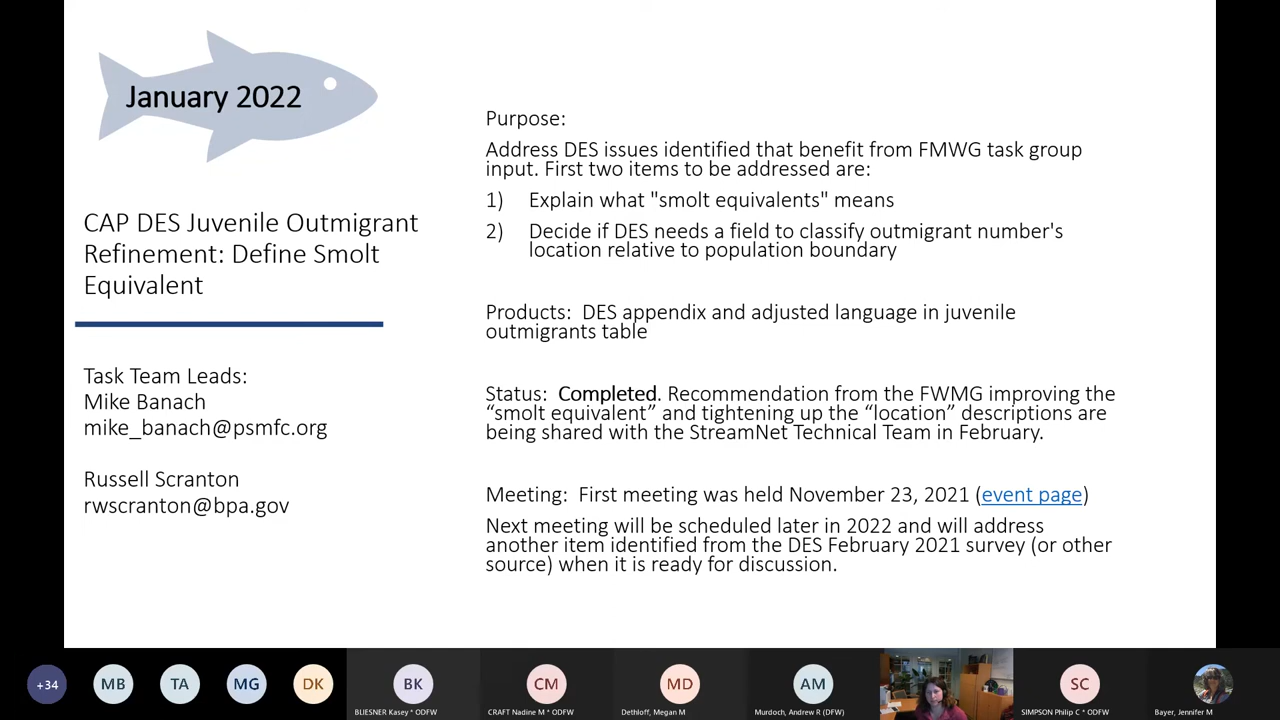 January 2022
CAP DES Juvenile Outmigrant
Refinement: Define Smolt
Equivalent
Task Team Leads:
Mike Banach
mike_banach@psmfc.org
Russell Scranton
rwscranton@bpa.gov
Purpose:
Address DES issues identified that benefit from FMWG task group
input. First two items to be addressed are:
1) Explain what "smolt equivalents" means
2) Decide if DES needs a field to classify outmigrant number's
location relative to population boundary
Products: DES appendix and adjusted language in juvenile
outmigrants table
Status: Completed. Recommendation from the FWMG improving the
“smolt equivalent” and tightening up the “location” descriptions are
being shared with the StreamNet Technical Team in February.
Meeting: First meeting was held November 23, 2021 (event page)
Next meeting will be scheduled later in 2022 and will address
another item identified from the DES February 2021 survey (or other
source) when it is ready for discussion.
+34 MB TA MG DK BK CM MD AM SC
BLIESNER Kasey * ODFW CRAFT Nadine M * ODFW Dethloff, Megan M Murdoch, Andrew R (DFW) SIMPSON Philip C * ODFW Bayer, Jennifer M